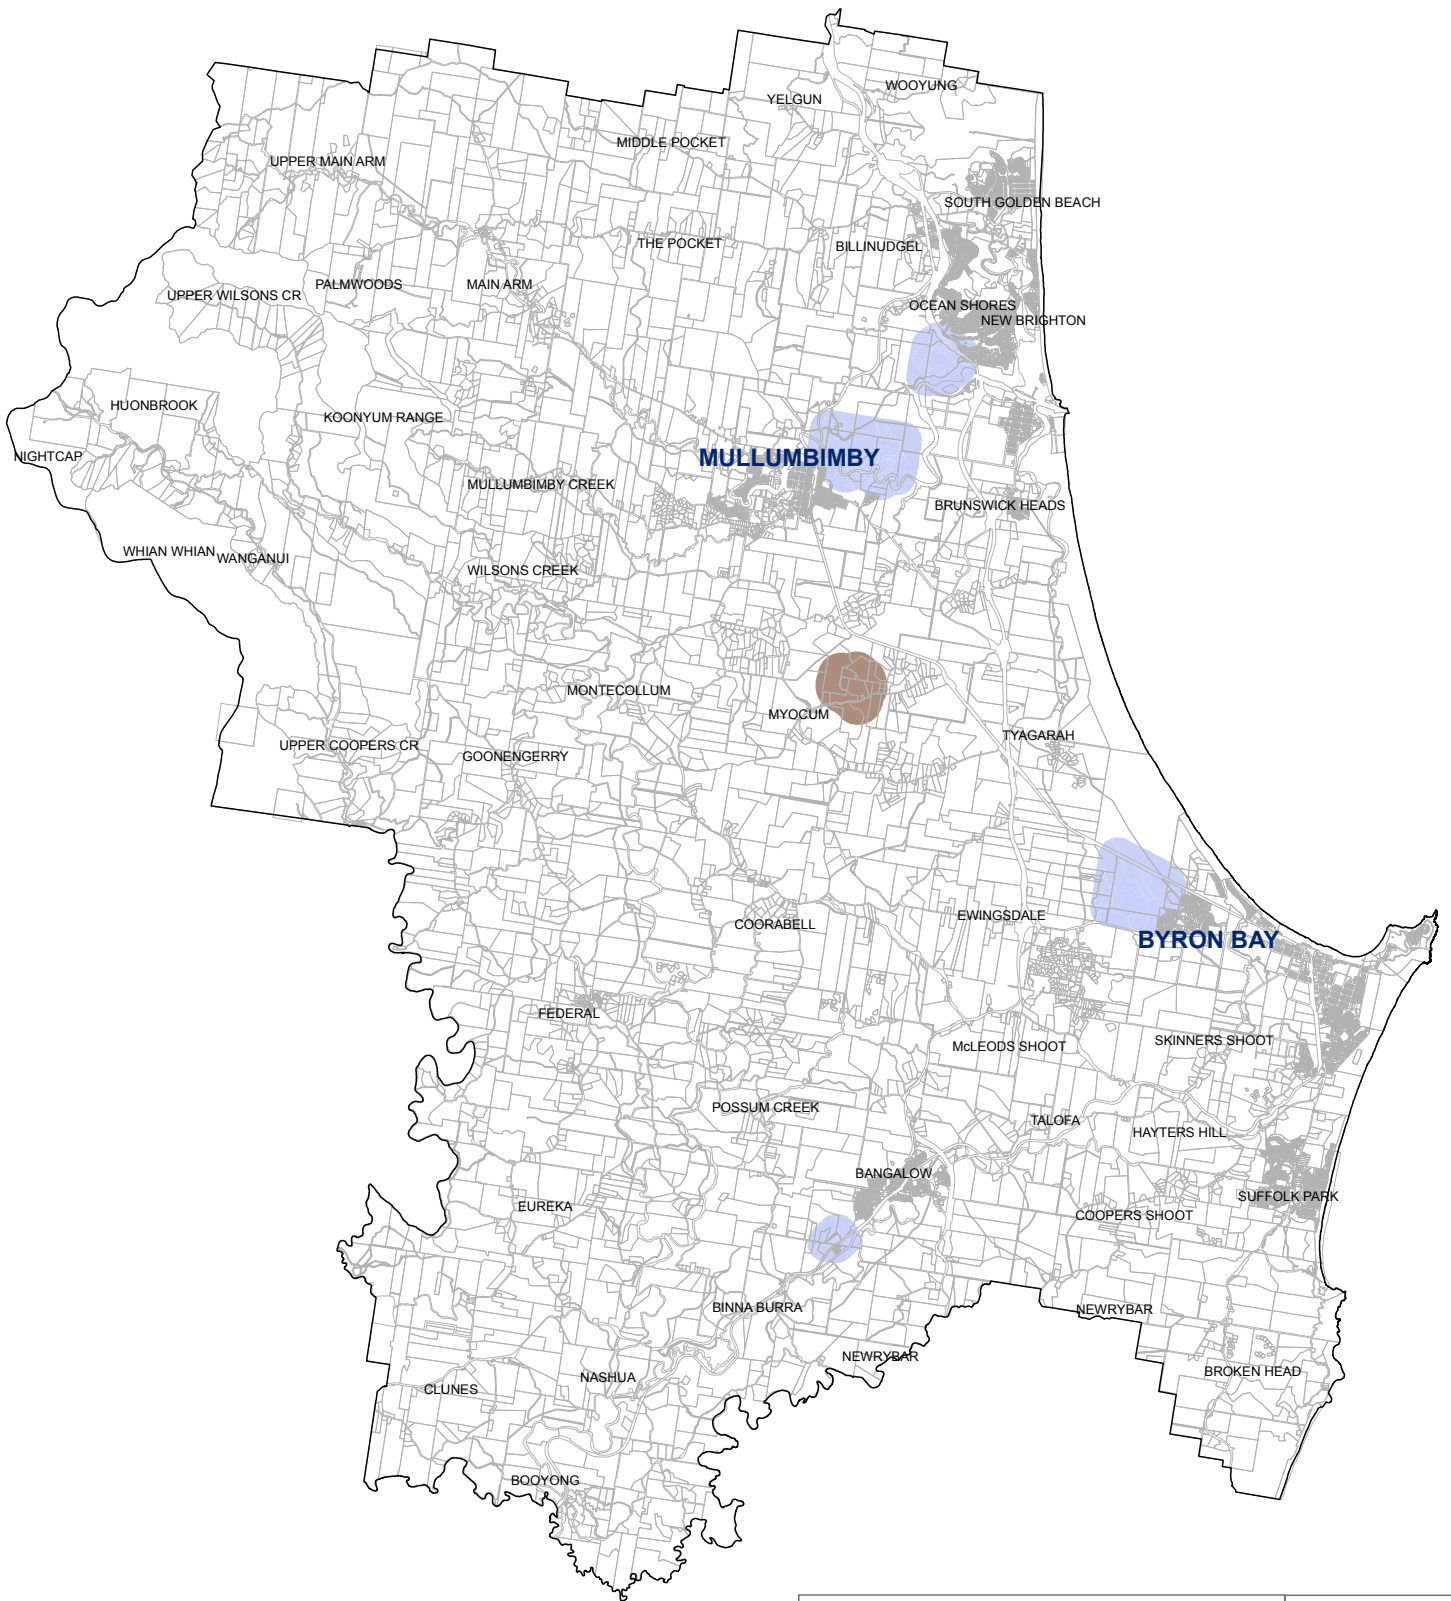 WOOYUNG
YELGUN
MIDDLE POCKET
UPPER MAIN ARM
SOUTH GOLDEN BEACH
THE POCKET
BILLINUDGEL
PALMWOODS
MAIN ARM
UPPER WILSONS CR
OCEAN SHORES
NEW BRIGHTON
HUONBROOK
KOONYUM RANGE
NIGHTCAP
MULLUMBIMBY
MULLUMBIMBY CREEK
BRUNSWICK HEADS
WHIAN WHIAN
WANGANUI
WILSONS CREEK
MONTECOLLUM
MYOCUM
TYAGARAH
UPPER COOPERS CR
GOONENGERRY
EWINGSDALE
COORABELL
BYRON BAY
FEDERAL
SKINNERS SHOOT
McLEODS SHOOT
POSSUM CREEK
TALOFA
HAYTERS HILL
BANGALOW
SUFFOLK PARK
EUREKA
COOPERS SHOOT
BINNA BURRA
NEWRYBAR
NEWRYBAR
BROKEN HEAD
NASHUA
CLUNES
BOOYONG